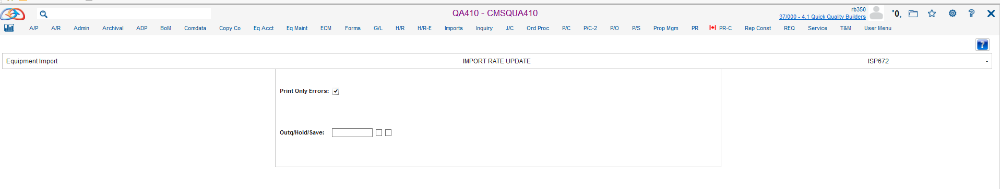 QA410 - CMSQUA410
rb350
37/000 - 4.1 Quick Quality Builders
A/P A/R Admin Archival ADP BoM Comdata Copy Co Eq Acct Eq Maint ECM Forms G/L H/R H/R-E Imports Inquiry J/C Ord Proc P/C P/C-2 P/O P/S Prop Mgm PR PR-C Rep Const REQ Service T&M User Menu
Equipment Import IMPORT RATE UPDATE ISP672 -
Print Only Errors:
Outq/Hold/Save: